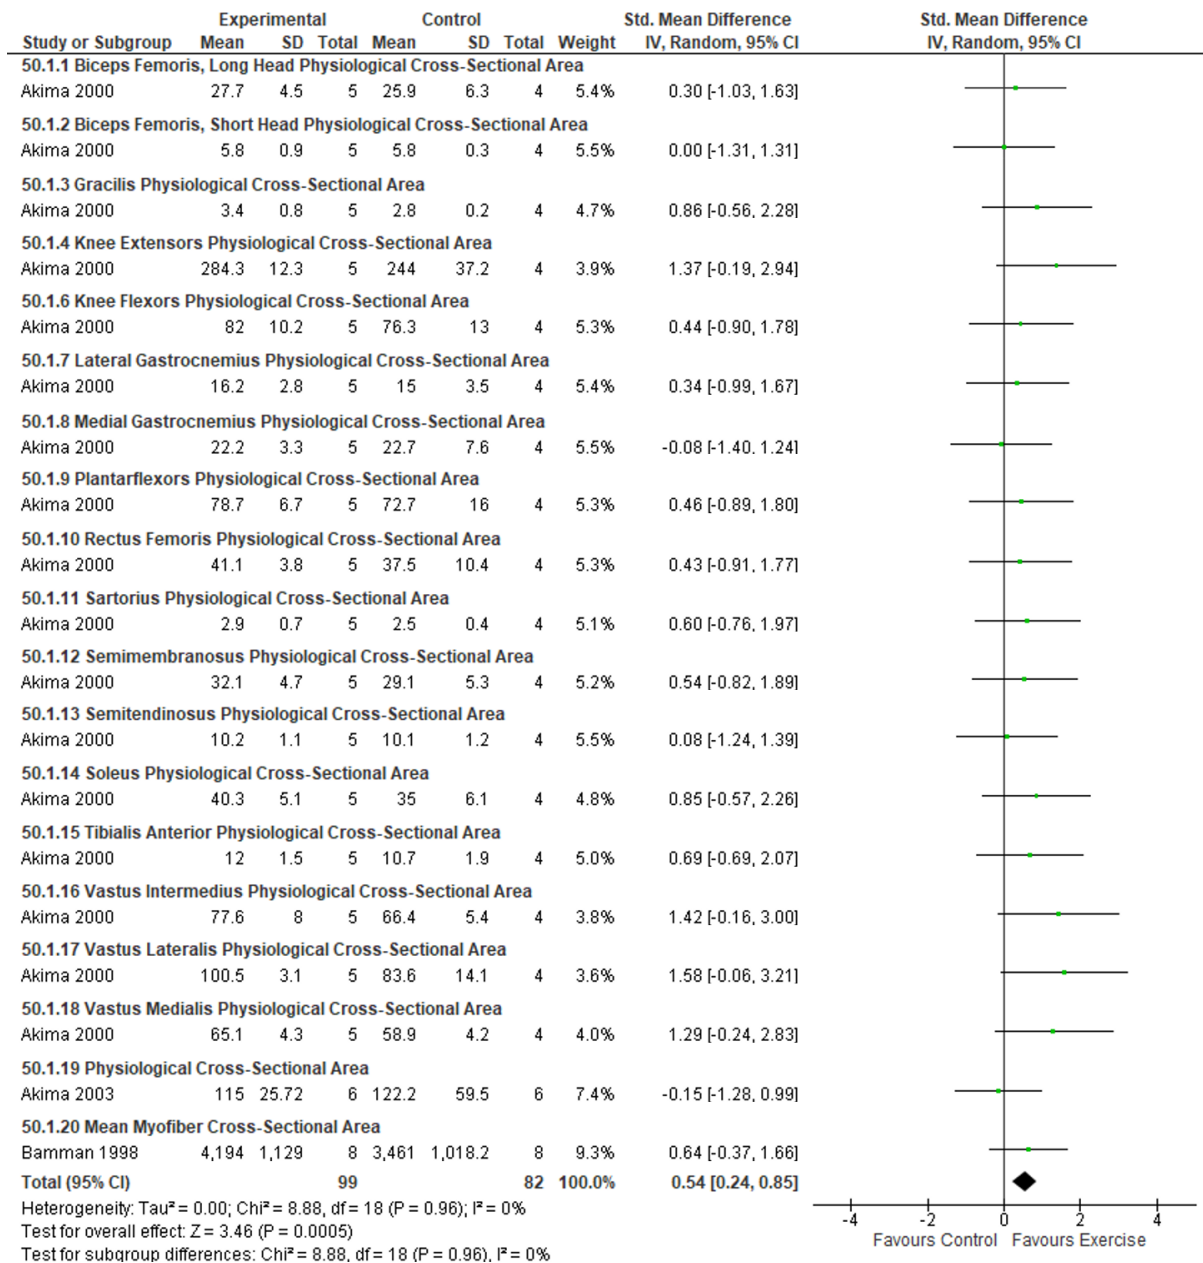 Experimental Control Std. Mean Difference Std. Mean Difference
Study or Subgroup Mean SD Total Mean SD Total Weight IV, Random, 95% CI IV, Random, 95% CI
50.1.1 Biceps Femoris, Long Head Physiological Cross-Sectional Area
Akima 2000 27.7 4.5 5 25.9 6.3 4 5.4% 0.30 [-1.03, 1.63]
50.1.2 Biceps Femoris, Short Head Physiological Cross-Sectional Area
Akima 2000 5.8 0.9 5 5.8 0.3 4 5.5% 0.00 [-1.31, 1.31]
50.1.3 Gracilis Physiological Cross-Sectional Area
Akima 2000 3.4 0.8 5 2.8 0.2 4 4.7% 0.86 [-0.56, 2.28]
50.1.4 Knee Extensors Physiological Cross-Sectional Area
Akima 2000 284.3 12.3 5 244 37.2 4 3.9% 1.37 [-0.19, 2.94]
50.1.6 Knee Flexors Physiological Cross-Sectional Area
Akima 2000 82 10.2 5 76.3 13 4 5.3% 0.44 [-0.90, 1.78]
50.1.7 Lateral Gastrocnemius Physiological Cross-Sectional Area
Akima 2000 16.2 2.8 5 15 3.5 4 5.4% 0.34 [-0.99, 1.67]
50.1.8 Medial Gastrocnemius Physiological Cross-Sectional Area
Akima 2000 22.2 3.3 5 22.7 7.6 4 5.5% -0.08 [-1.40, 1.24]
50.1.9 Plantarflexors Physiological Cross-Sectional Area
Akima 2000 78.7 6.7 5 72.7 16 4 5.3% 0.46 [-0.89, 1.80]
50.1.10 Rectus Femoris Physiological Cross-Sectional Area
Akima 2000 41.1 3.8 5 37.5 10.4 4 5.3% 0.43 [-0.91, 1.77]
50.1.11 Sartorius Physiological Cross-Sectional Area
Akima 2000 2.9 0.7 5 2.5 0.4 4 5.1% 0.60 [-0.76, 1.97]
50.1.12 Semimembranosus Physiological Cross-Sectional Area
Akima 2000 32.1 4.7 5 29.1 5.3 4 5.2% 0.54 [-0.82, 1.89]
50.1.13 Semitendinosus Physiological Cross-Sectional Area
Akima 2000 10.2 1.1 5 10.1 1.2 4 5.5% 0.08 [-1.24, 1.39]
50.1.14 Soleus Physiological Cross-Sectional Area
Akima 2000 40.3 5.1 5 35 6.1 4 4.8% 0.85 [-0.57, 2.26]
50.1.15 Tibialis Anterior Physiological Cross-Sectional Area
Akima 2000 12 1.5 5 10.7 1.9 4 5.0% 0.69 [-0.69, 2.07]
50.1.16 Vastus Intermedius Physiological Cross-Sectional Area
Akima 2000 77.6 8 5 66.4 5.4 4 3.8% 1.42 [-0.16, 3.00]
50.1.17 Vastus Lateralis Physiological Cross-Sectional Area
Akima 2000 100.5 3.1 5 83.6 14.1 4 3.6% 1.58 [-0.06, 3.21]
50.1.18 Vastus Medialis Physiological Cross-Sectional Area
Akima 2000 65.1 4.3 5 58.9 4.2 4 4.0% 1.29 [-0.24, 2.83]
50.1.19 Physiological Cross-Sectional Area
Akima 2003 115 25.72 6 122.2 59.5 6 7.4% -0.15 [-1.28, 0.99]
50.1.20 Mean Myofiber Cross-Sectional Area
Bamman 1998 4,194 1,129 8 3,461 1,018.2 8 9.3% 0.64 [-0.37, 1.66]
Total (95% CI) 99 82 100.0% 0.54 [0.24, 0.85]
Heterogeneity: Tau² = 0.00; Chi² = 8.88, df = 18 (P = 0.96); I² = 0%
-4 -2 0 2 4
Test for overall effect: Z = 3.46 (P = 0.0005)
Favours Control Favours Exercise
Test for subgroup differences: Chi² = 8.88, df = 18 (P = 0.96), I² = 0%